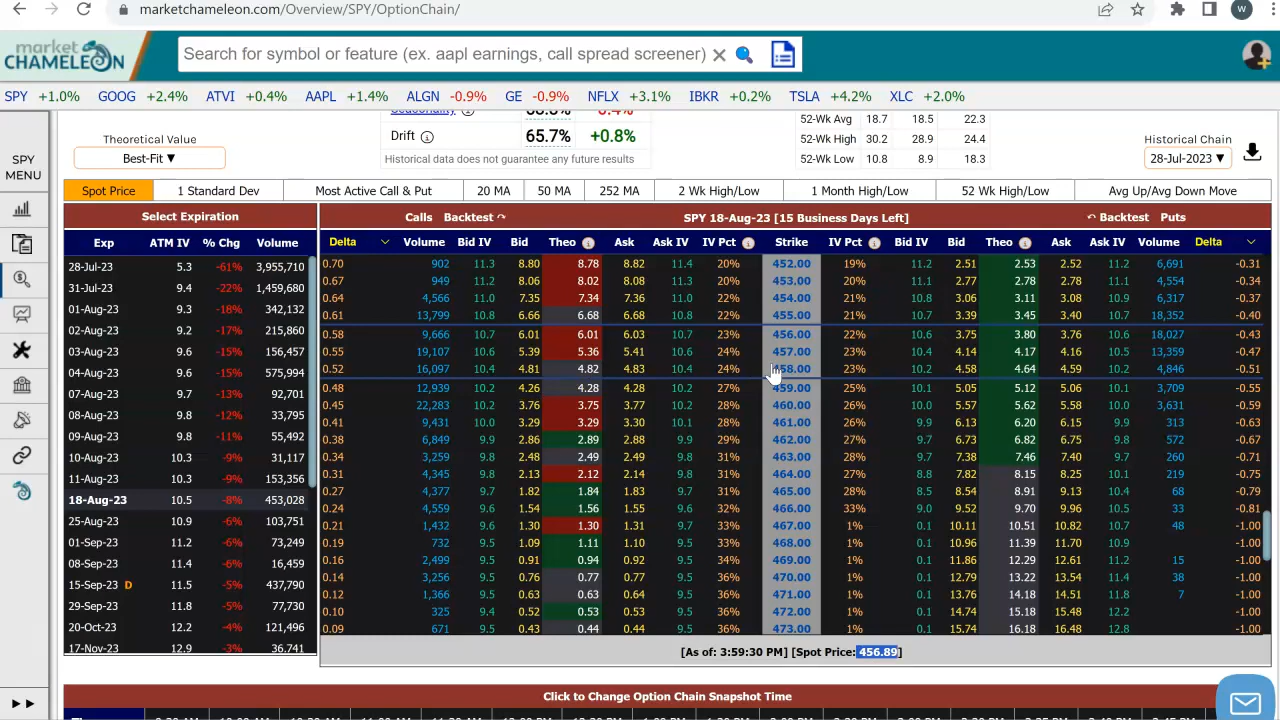 marketchameleon.com/Overview/SPY/OptionChain/
W
market
CHAMELEON
Search for symbol or feature (ex. aapl earnings, call spread screener)
SPY +1.0% GOOG +2.4% ATVI +0.4% AAPL +1.4% ALGN -0.9% GE -0.9% NFLX +3.1% IBKR +0.2% TSLA +4.2% XLC +2.0%
SPY
MENU
Theoretical Value
Best-Fit ▼
Seasonality
Drift 65.7% +0.8%
Historical data does not guarantee any future results
52-Wk Avg 18.7 18.5 22.3
52-Wk High 30.2 28.9 24.4
52-Wk Low 10.8 8.9 18.3
Historical Chain
28-Jul-2023 ▼
Spot Price 1 Standard Dev Most Active Call & Put 20 MA 50 MA 252 MA 2 Wk High/Low 1 Month High/Low 52 Wk High/Low Avg Up/Avg Down Move
Select Expiration
Exp ATM IV % Chg Volume
28-Jul-23 5.3 -61% 3,955,710
31-Jul-23 9.4 -22% 1,459,680
01-Aug-23 9.3 -18% 342,132
02-Aug-23 9.2 -17% 215,860
03-Aug-23 9.6 -15% 156,457
04-Aug-23 9.6 -15% 575,994
07-Aug-23 9.7 -13% 92,701
08-Aug-23 9.8 -12% 33,795
09-Aug-23 9.8 -11% 55,492
10-Aug-23 10.3 -9% 31,117
11-Aug-23 10.3 -9% 153,356
18-Aug-23 10.5 -8% 453,028
25-Aug-23 10.9 -6% 103,751
01-Sep-23 11.2 -6% 73,249
08-Sep-23 11.4 -6% 16,459
15-Sep-23 D 11.5 -5% 437,790
29-Sep-23 11.8 -5% 77,730
20-Oct-23 12.2 -4% 121,496
17-Nov-23 12.9 -3% 36,741
Calls Backtest SPY 18-Aug-23 [15 Business Days Left] Backtest Puts
Delta Volume Bid IV Bid Theo Ask Ask IV IV Pct Strike IV Pct Bid IV Bid Theo Ask Ask IV Volume Delta
0.70 902 11.3 8.80 8.78 8.82 11.4 20% 452.00 19% 11.2 2.51 2.53 2.52 11.2 6,691 -0.31
0.67 949 11.2 8.06 8.02 8.08 11.3 20% 453.00 20% 11.1 2.77 2.78 2.78 11.1 4,554 -0.34
0.64 4,566 11.0 7.35 7.34 7.36 11.0 22% 454.00 21% 10.8 3.06 3.11 3.08 10.9 6,317 -0.37
0.61 13,799 10.8 6.66 6.68 6.68 10.8 22% 455.00 21% 10.7 3.39 3.45 3.40 10.7 18,352 -0.40
0.58 9,666 10.7 6.01 6.01 6.03 10.7 23% 456.00 22% 10.6 3.75 3.80 3.76 10.6 18,027 -0.43
0.55 19,107 10.6 5.39 5.36 5.41 10.6 24% 457.00 23% 10.4 4.14 4.17 4.16 10.5 13,359 -0.47
0.52 16,097 10.4 4.81 4.82 4.83 10.4 24% 458.00 23% 10.2 4.58 4.64 4.59 10.2 4,846 -0.51
0.48 12,939 10.2 4.26 4.28 4.28 10.2 27% 459.00 25% 10.1 5.05 5.12 5.06 10.1 3,709 -0.55
0.45 22,283 10.2 3.76 3.75 3.77 10.2 28% 460.00 26% 10.0 5.57 5.62 5.58 10.0 3,631 -0.59
0.41 9,431 10.0 3.29 3.29 3.30 10.1 28% 461.00 26% 9.9 6.13 6.20 6.15 9.9 313 -0.63
0.38 6,849 9.9 2.86 2.89 2.88 9.9 29% 462.00 27% 9.7 6.73 6.82 6.75 9.8 572 -0.67
0.34 3,259 9.8 2.48 2.49 2.49 9.8 31% 463.00 28% 9.6 7.38 7.46 7.40 9.7 260 -0.71
0.31 4,345 9.8 2.13 2.12 2.14 9.8 31% 464.00 27% 8.8 7.82 8.15 8.25 9.8 219 -0.75
0.27 4,377 9.7 1.82 1.84 1.83 9.7 31% 465.00 28% 8.5 8.54 8.91 9.13 10.4 68 -0.79
0.24 4,559 9.6 1.54 1.56 1.55 9.6 32% 466.00 33% 9.0 9.52 9.70 9.96 10.5 33 -0.81
0.21 1,432 9.6 1.30 1.30 1.31 9.7 33% 467.00 1% 0.1 10.11 10.51 10.82 10.7 48 -1.00
0.19 732 9.5 1.09 1.11 1.10 9.5 33% 468.00 1% 0.1 10.96 11.39 11.70 10.9 -1.00
0.16 2,499 9.5 0.91 0.94 0.92 9.5 34% 469.00 1% 0.1 11.86 12.29 12.61 11.2 15 -1.00
0.14 3,256 9.5 0.76 0.77 0.77 9.5 36% 470.00 1% 0.1 12.79 13.22 13.54 11.4 38 -1.00
0.12 1,366 9.5 0.63 0.63 0.64 9.5 36% 471.00 1% 0.1 13.76 14.18 14.51 11.8 7 -1.00
0.10 325 9.4 0.52 0.53 0.53 9.5 36% 472.00 1% 0.1 14.74 15.18 15.48 12.2 -1.00
0.09 671 9.5 0.43 0.44 0.44 9.5 36% 473.00 1% 0.1 15.74 16.18 16.48 12.8 -1.00
[As of: 3:59:30 PM] [Spot Price: 456.89]
Click to Change Option Chain Snapshot Time